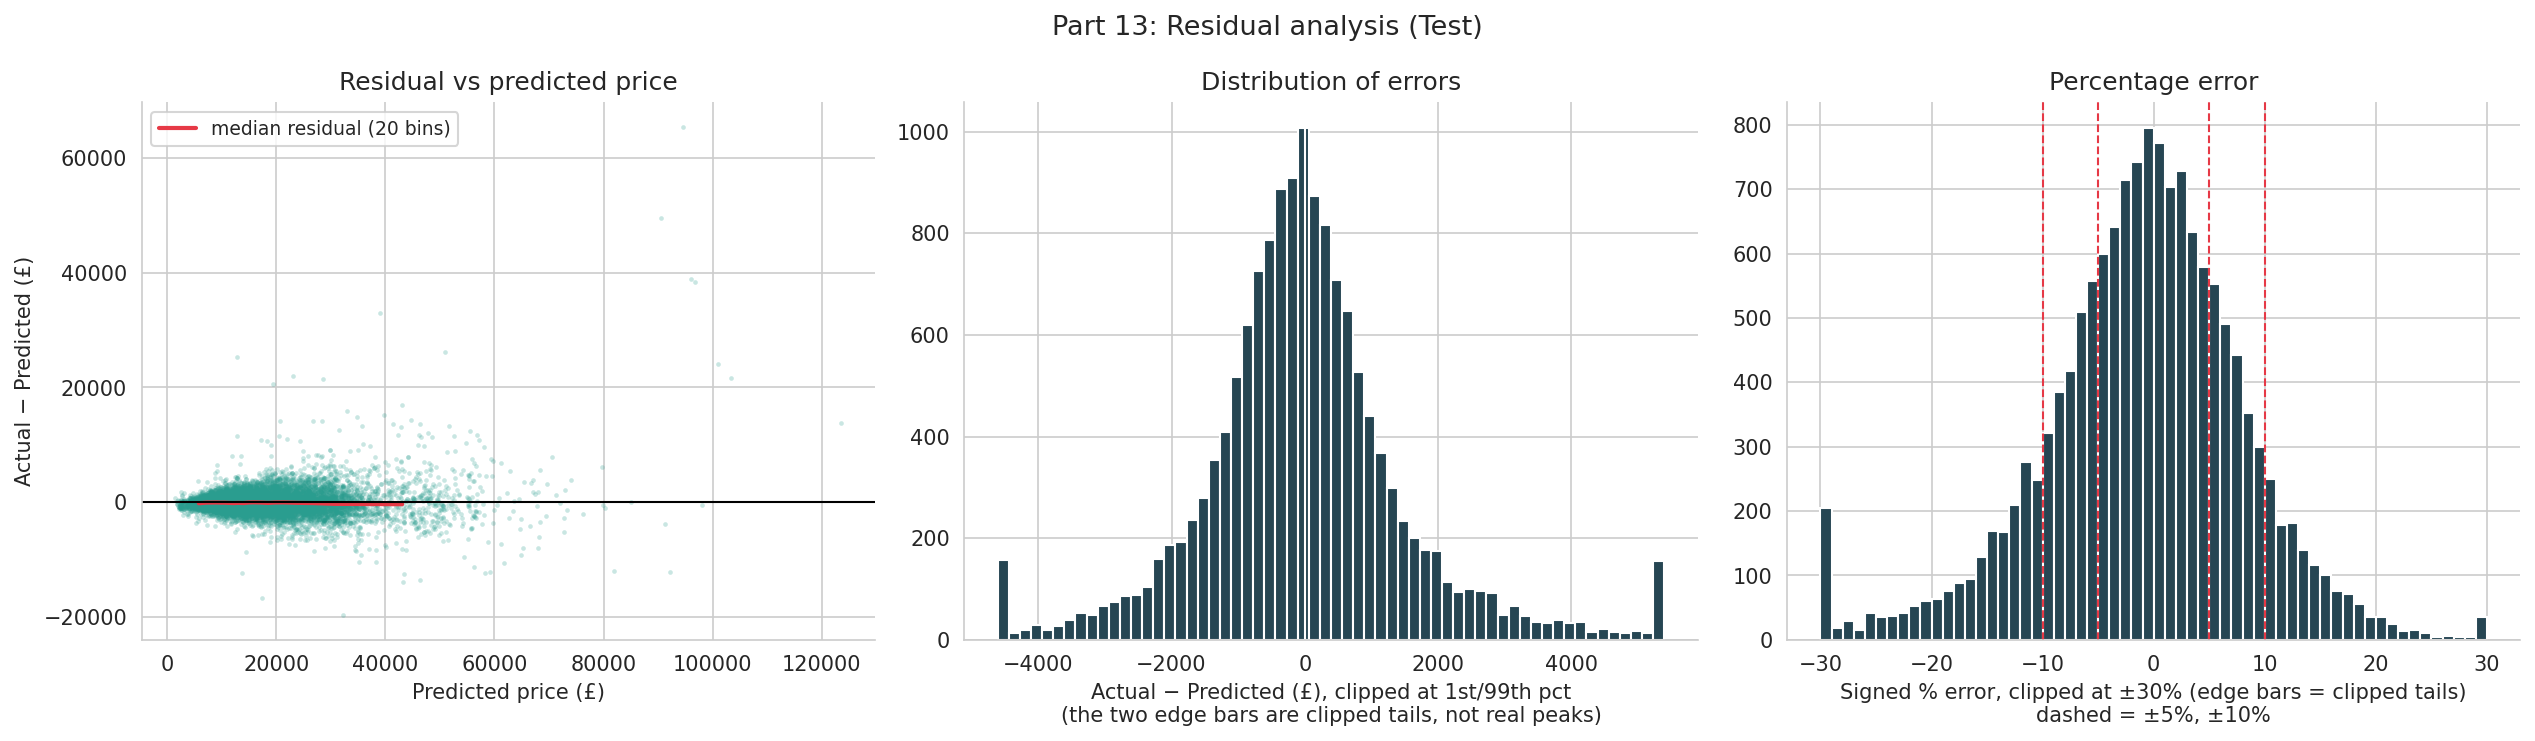 Part 13: Residual analysis (Test)
Residual vs predicted price
median residual (20 bins)
60000
40000
20000
0
−20000
Actual − Predicted (£)
0 20000 40000 60000 80000 100000 120000
Predicted price (£)
Distribution of errors
1000
800
600
400
200
0
−4000 −2000 0 2000 4000
Actual − Predicted (£), clipped at 1st/99th pct
(the two edge bars are clipped tails, not real peaks)
Percentage error
800
700
600
500
400
300
200
100
0
−30 −20 −10 0 10 20 30
Signed % error, clipped at ±30% (edge bars = clipped tails)
dashed = ±5%, ±10%